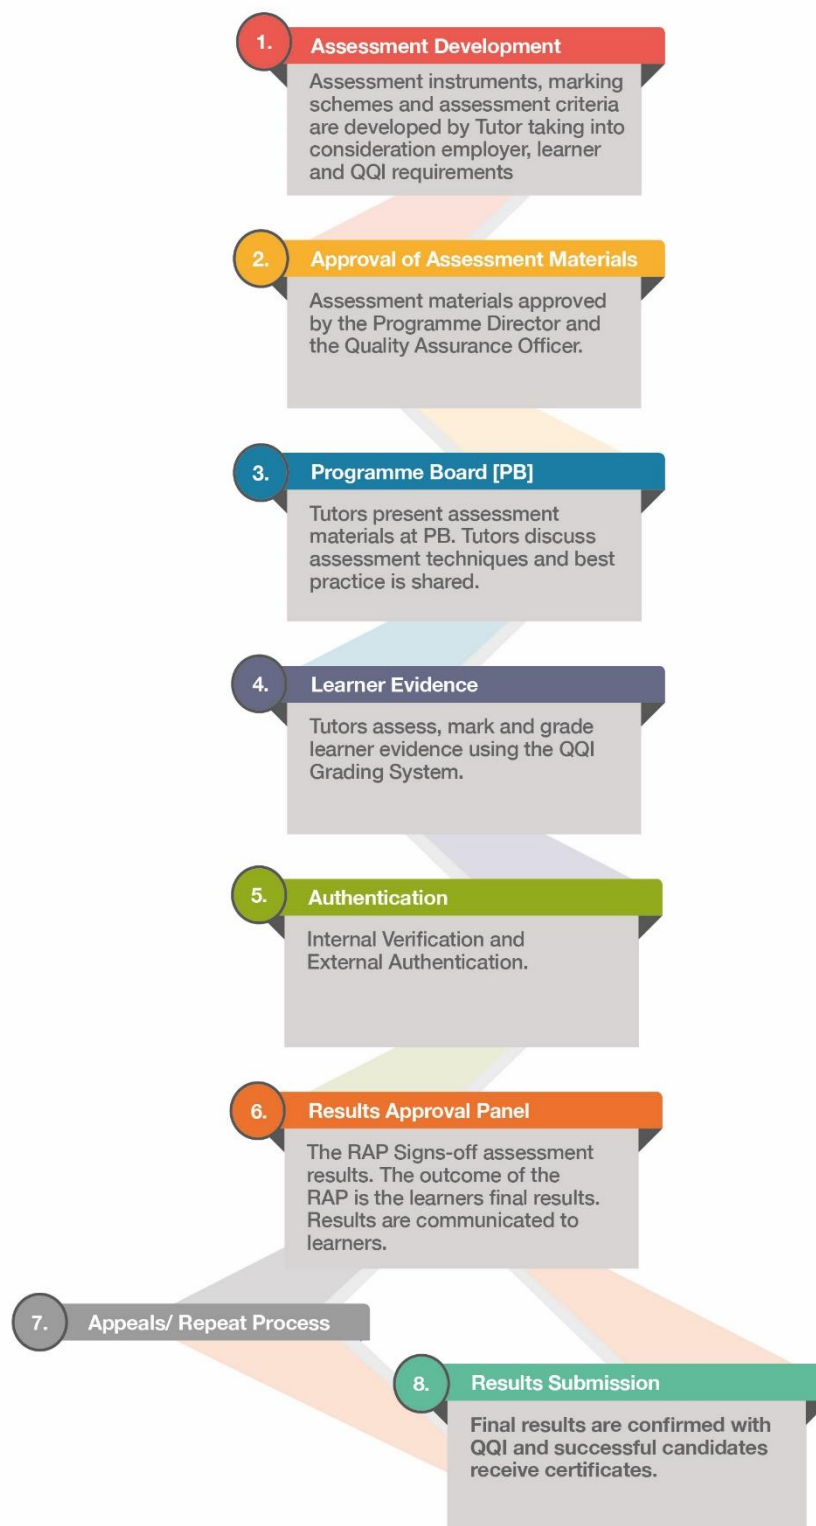 1.
Assessment Development
Assessment instruments, marking
schemes and assessment criteria
are developed by Tutor taking into
consideration employer, learner
and QQI requirements
2.
Approval of Assessment Materials
Assessment materials approved
by the Programme Director and
the Quality Assurance Officer.
3.
Programme Board [PB]
Tutors present assessment
materials at PB. Tutors discuss
assessment techniques and best
practice is shared.
4.
Learner Evidence
Tutors assess, mark and grade
learner evidence using the QQI
Grading System.
5.
Authentication
Internal Verification and
External Authentication.
6.
Results Approval Panel
The RAP Signs-off assessment
results. The outcome of the
RAP is the learners final results.
Results are communicated to
learners.
7.
Appeals/ Repeat Process
8.
Results Submission
Final results are confirmed with
QQI and successful candidates
receive certificates.